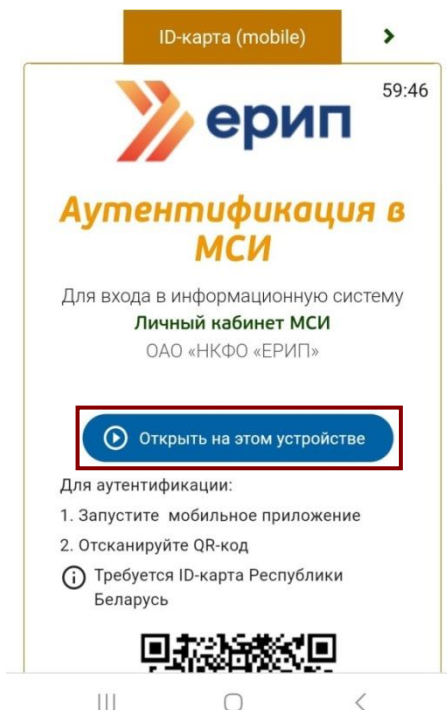 ID-карта (mobile)
59:46
ерип
Аутентификация в
МСИ
Для входа в информационную систему
Личный кабинет МСИ
ОАО «НКФО «ЕРИП»
Открыть на этом устройстве
Для аутентификации:
1. Запустите мобильное приложение
2. Отсканируйте QR-код
Требуется ID-карта Республики
Беларусь